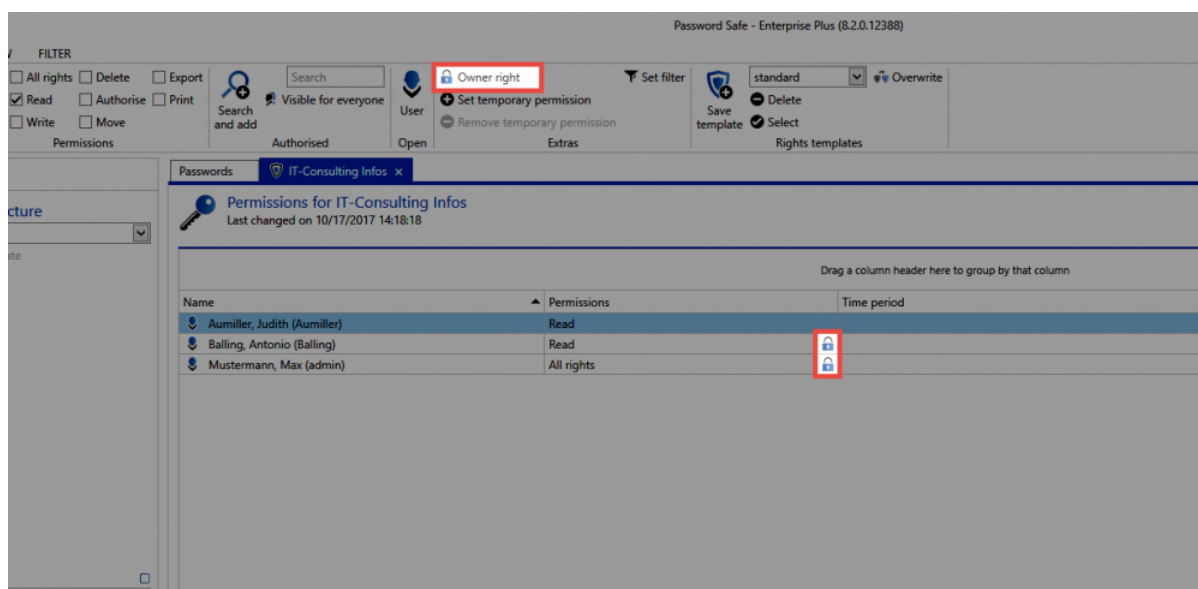 Password Safe - Enterprise Plus (8.2.0.12388)
FILTER
All rights Delete Export Search Owner right Set filter standard Overwrite
Read Authorise Print Visible for everyone Set temporary permission Delete
Write Move Search and add User Remove temporary permission Save template Select
Permissions Authorised Open Extras Rights templates
Passwords IT-Consulting Infos ×
cture
Permissions for IT-Consulting Infos
Last changed on 10/17/2017 14:18:18
Drag a column header here to group by that column
Name Permissions Time period
Aumiller, Judith (Aumiller) Read
Balling, Antonio (Balling) Read
Mustermann, Max (admin) All rights